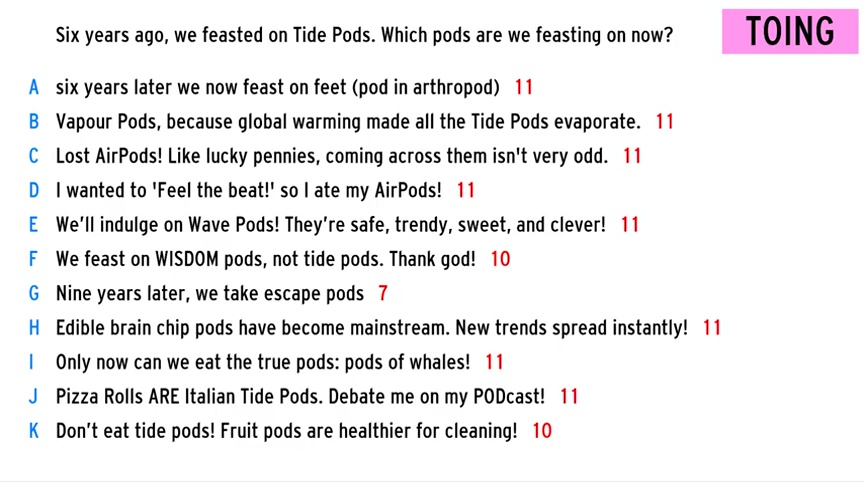 Six years ago, we feasted on Tide Pods. Which pods are we feasting on now?
TOING
A six years later we now feast on feet (pod in arthropod) 11
B Vapour Pods, because global warming made all the Tide Pods evaporate. 11
C Lost AirPods! Like lucky pennies, coming across them isn't very odd. 11
D I wanted to 'Feel the beat!' so I ate my AirPods! 11
E We'll indulge on Wave Pods! They're safe, trendy, sweet, and clever! 11
F We feast on WISDOM pods, not tide pods. Thank god! 10
G Nine years later, we take escape pods 7
H Edible brain chip pods have become mainstream. New trends spread instantly! 11
I Only now can we eat the true pods: pods of whales! 11
J Pizza Rolls ARE Italian Tide Pods. Debate me on my PODcast! 11
K Don't eat tide pods! Fruit pods are healthier for cleaning! 10